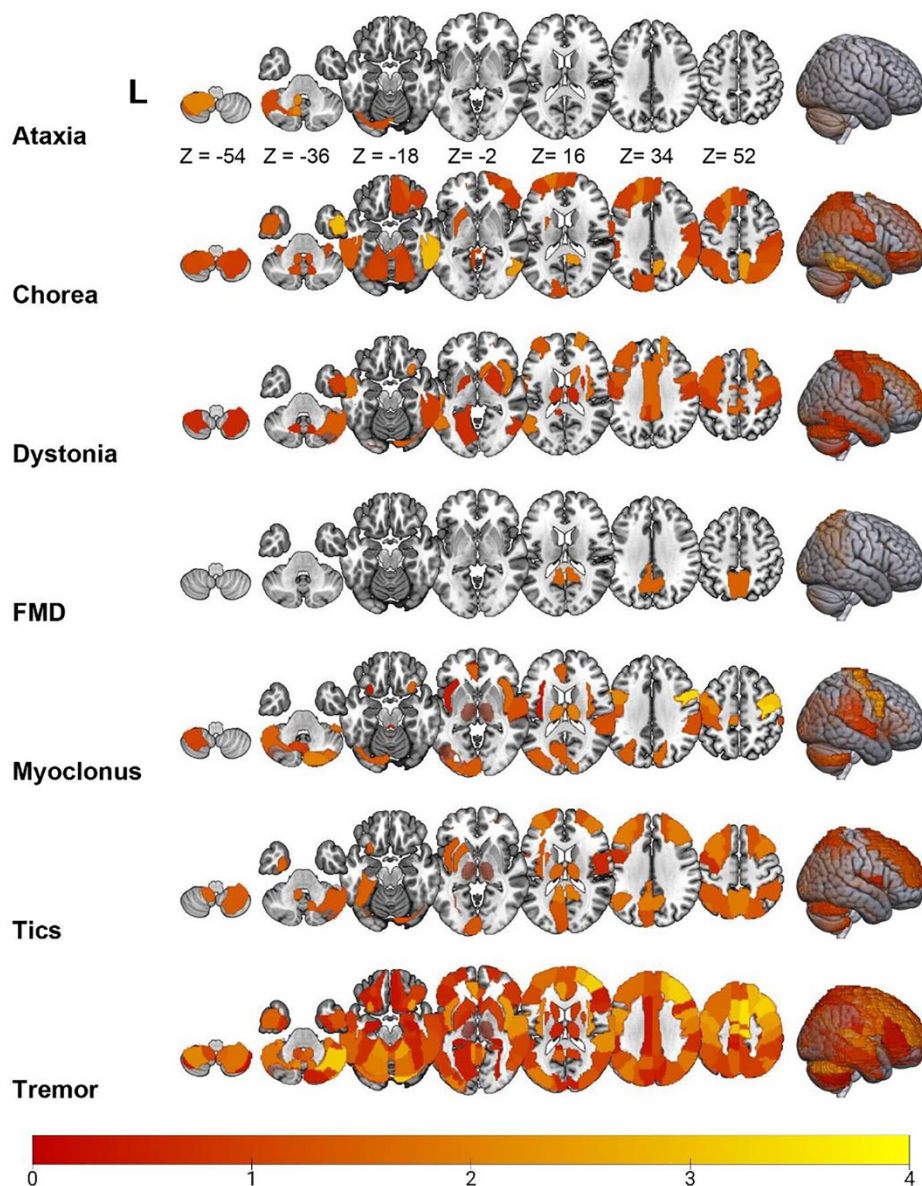 L
Ataxia
Z = -54 Z = -36 Z = -18 Z= -2 Z= 16 Z= 34 Z= 52
Chorea
Dystonia
FMD
Myoclonus
Tics
Tremor
0 1 2 3 4